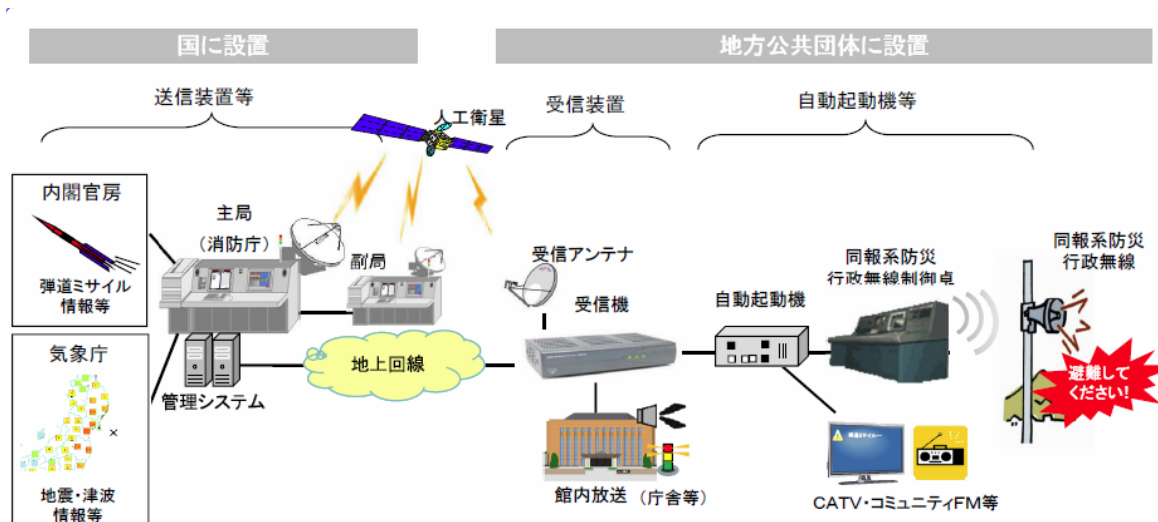 国に設置
地方公共団体に設置
送信装置等
人工衛星
受信装置
自動起動機等
内閣官房
弾道ミサイル
情報等
主局
(消防庁)
副局
受信アンテナ
受信機
自動起動機
同報系防災
行政無線制御卓
同報系防災
行政無線
避難して
ください!
気象庁
地震・津波
情報等
管理システム
地上回線
館内放送 (庁舎等)
CATV・コミュニティFM等